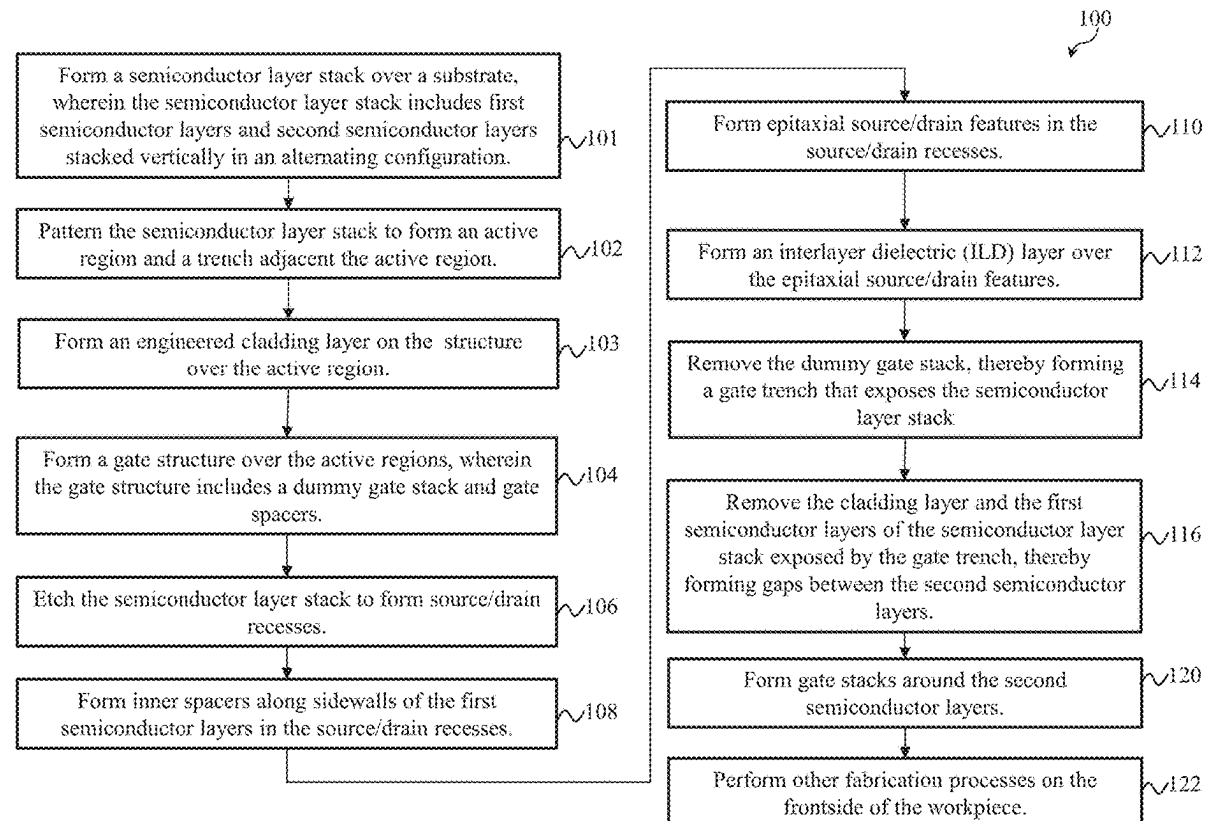 100
Form a semiconductor layer stack over a substrate,
wherein the semiconductor layer stack includes first
semiconductor layers and second semiconductor layers
stacked vertically in an alternating configuration.
101
Pattern the semiconductor layer stack to form an active
region and a trench adjacent the active region.
102
Form an engineered cladding layer on the structure
over the active region.
103
Form a gate structure over the active regions, wherein
the gate structure includes a dummy gate stack and gate
spacers.
104
Etch the semiconductor layer stack to form source/drain
recesses.
106
Form inner spacers along sidewalls of the first
semiconductor layers in the source/drain recesses.
108
Form epitaxial source/drain features in the
source/drain recesses.
110
Form an interlayer dielectric (ILD) layer over
the epitaxial source/drain features.
112
Remove the dummy gate stack, thereby forming
a gate trench that exposes the semiconductor
layer stack
114
Remove the cladding layer and the first
semiconductor layers of the semiconductor layer
stack exposed by the gate trench, thereby
forming gaps between the second semiconductor
layers.
116
Form gate stacks around the second
semiconductor layers.
120
Perform other fabrication processes on the
frontside of the workpiece.
122